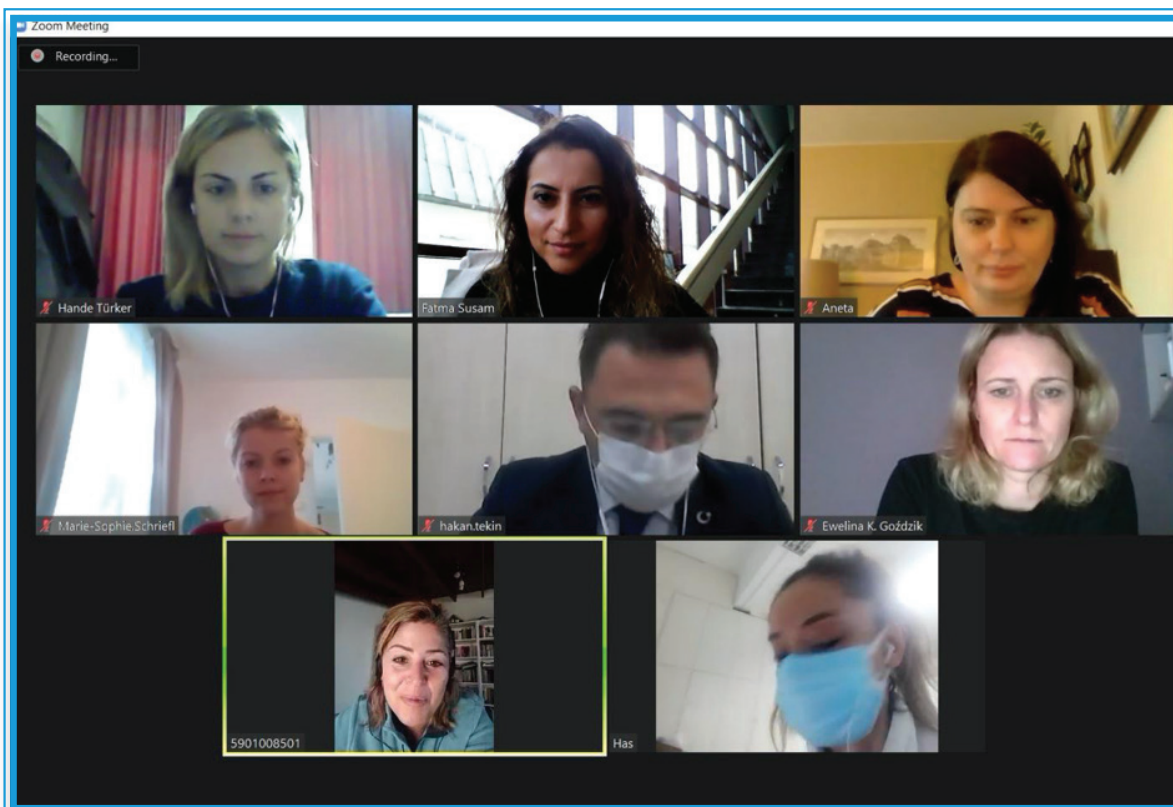 Zoom Meeting
Recording...
Hande Türker
Fatma Susam
Aneta
Marie-Sophie.Schriefl
hakan.tekin
Ewelina K. Goździk
5901008501
Has